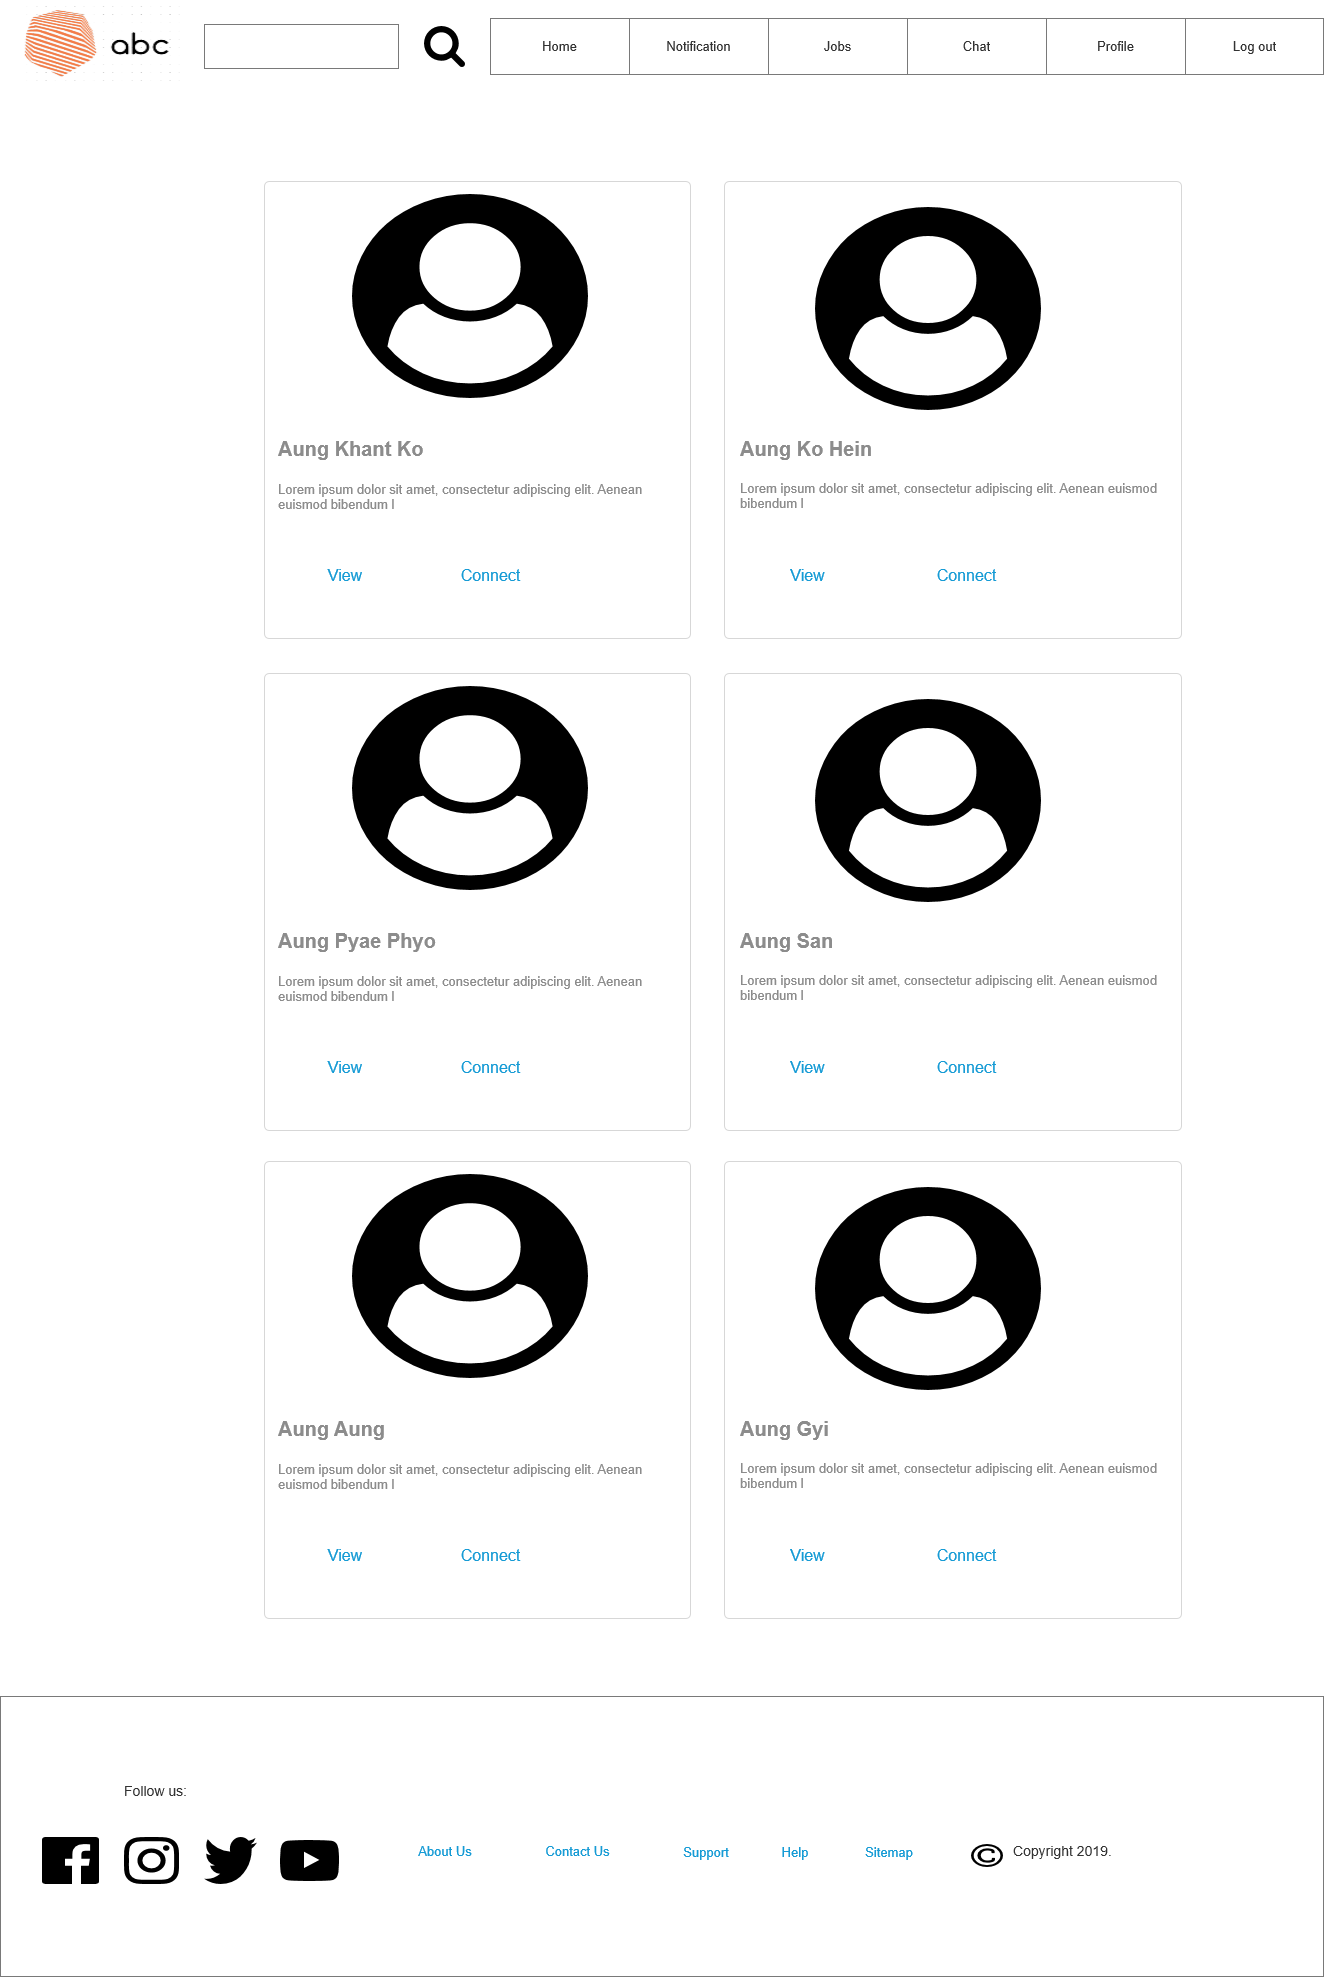 abc
Home
Notification
Jobs
Chat
Profile
Log out
Aung Khant Ko
Lorem ipsum dolor sit amet, consectetur adipiscing elit. Aenean
euismod bibendum l
View
Connect
Aung Ko Hein
Lorem ipsum dolor sit amet, consectetur adipiscing elit. Aenean euismod
bibendum l
View
Connect
Aung Pyae Phyo
Lorem ipsum dolor sit amet, consectetur adipiscing elit. Aenean
euismod bibendum l
View
Connect
Aung San
Lorem ipsum dolor sit amet, consectetur adipiscing elit. Aenean euismod
bibendum l
View
Connect
Aung Aung
Lorem ipsum dolor sit amet, consectetur adipiscing elit. Aenean
euismod bibendum l
View
Connect
Aung Gyi
Lorem ipsum dolor sit amet, consectetur adipiscing elit. Aenean euismod
bibendum l
View
Connect
Follow us:
About Us
Contact Us
Support
Help
Sitemap
© Copyright 2019.